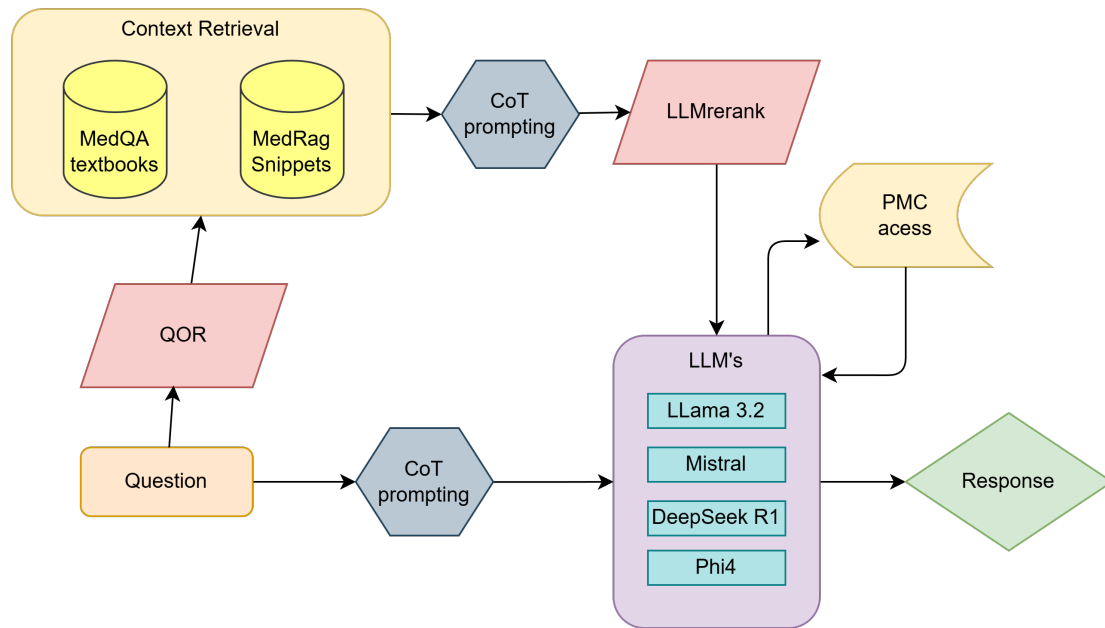 Context Retrieval
MedQA
textbooks
MedRag
Snippets
CoT
prompting
LLMrerank
PMC
acess
QOR
LLM's
LLama 3.2
Mistral
DeepSeek R1
Phi4
Question
CoT
prompting
Response